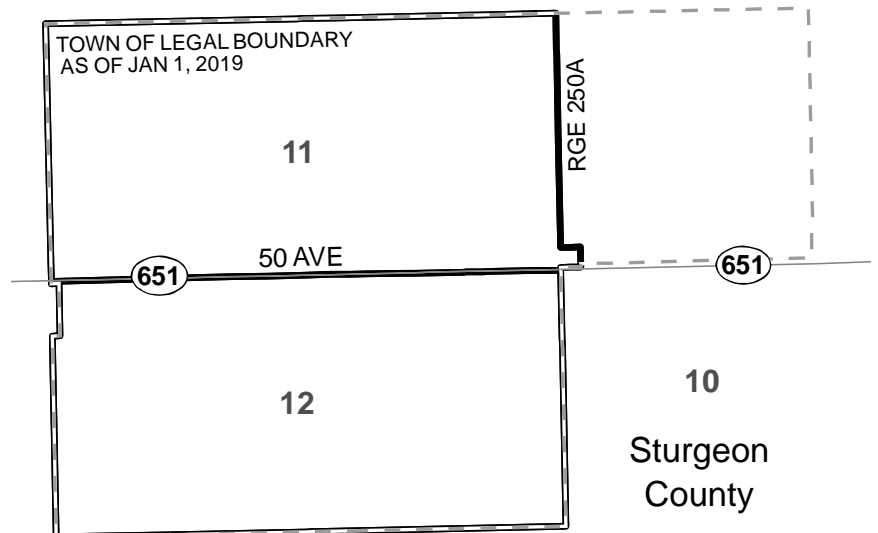 TOWN OF LEGAL BOUNDARY
AS OF JAN 1, 2019
RGE 250A
11
50 AVE
651
651
10
12
Sturgeon
County